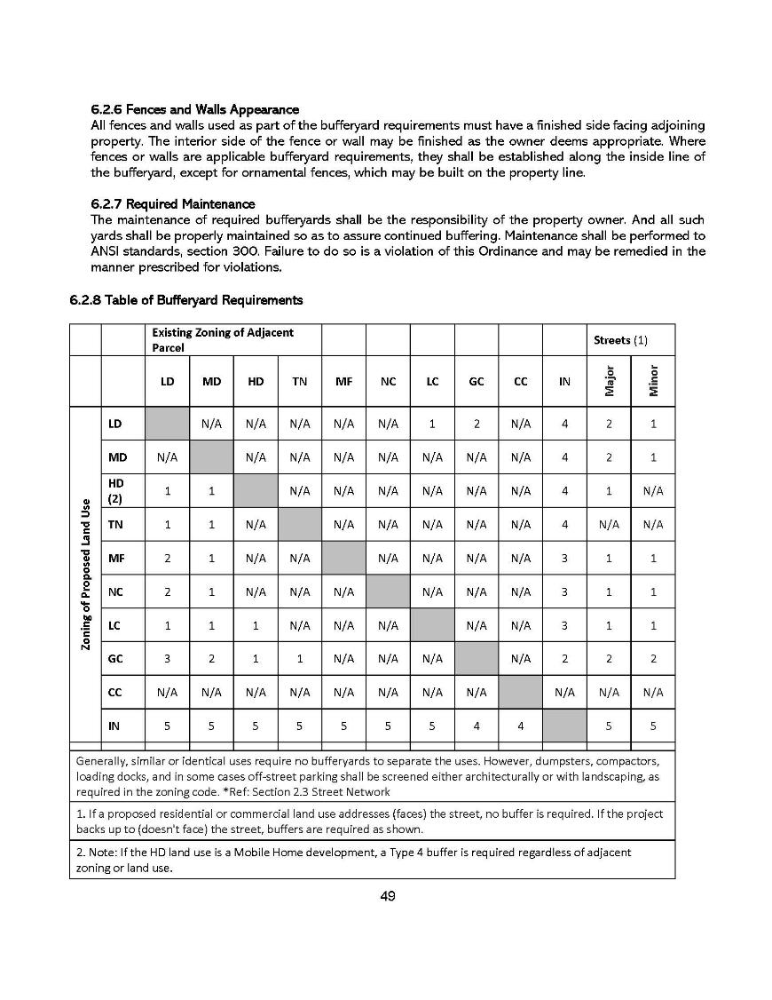 6.2.6 Fences and Walls Appearance
All fences and walls used as part of the bufferyard requirements must have a finished side facing adjoining
property. The interior side of the fence or wall may be finished as the owner deems appropriate. Where
fences or walls are applicable bufferyard requirements, they shall be established along the inside line of
the bufferyard, except for ornamental fences, which may be built on the property line.
6.2.7 Required Maintenance
The maintenance of required bufferyards shall be the responsibility of the property owner. And all such
yards shall be properly maintained so as to assure continued buffering. Maintenance shall be performed to
ANSI standards, section 300. Failure to do so is a violation of this Ordinance and may be remedied in the
manner prescribed for violations.
6.2.8 Table of Bufferyard Requirements
Existing Zoning of Adjacent
Parcel
Streets (1)
LD MD HD TN MF NC LC GC CC IN Major Minor
Zoning of Proposed Land Use
LD N/A N/A N/A N/A N/A 1 2 N/A 4 2 1
MD N/A N/A N/A N/A N/A N/A N/A N/A 4 2 1
HD
(2) 1 1 N/A N/A N/A N/A N/A N/A 4 1 N/A
TN 1 1 N/A N/A N/A N/A N/A N/A 4 N/A N/A
MF 2 1 N/A N/A N/A N/A N/A N/A 3 1 1
NC 2 1 N/A N/A N/A N/A N/A N/A 3 1 1
LC 1 1 1 N/A N/A N/A N/A N/A 3 1 1
GC 3 2 1 1 N/A N/A N/A N/A 2 2 2
CC N/A N/A N/A N/A N/A N/A N/A N/A N/A N/A N/A
IN 5 5 5 5 5 5 5 4 4 5 5
Generally, similar or identical uses require no bufferyards to separate the uses. However, dumpsters, compactors,
loading docks, and in some cases off-street parking shall be screened either architecturally or with landscaping, as
required in the zoning code. *Ref: Section 2.3 Street Network
1. If a proposed residential or commercial land use addresses (faces) the street, no buffer is required. If the project
backs up to (doesn't face) the street, buffers are required as shown.
2. Note: If the HD land use is a Mobile Home development, a Type 4 buffer is required regardless of adjacent
zoning or land use.
49